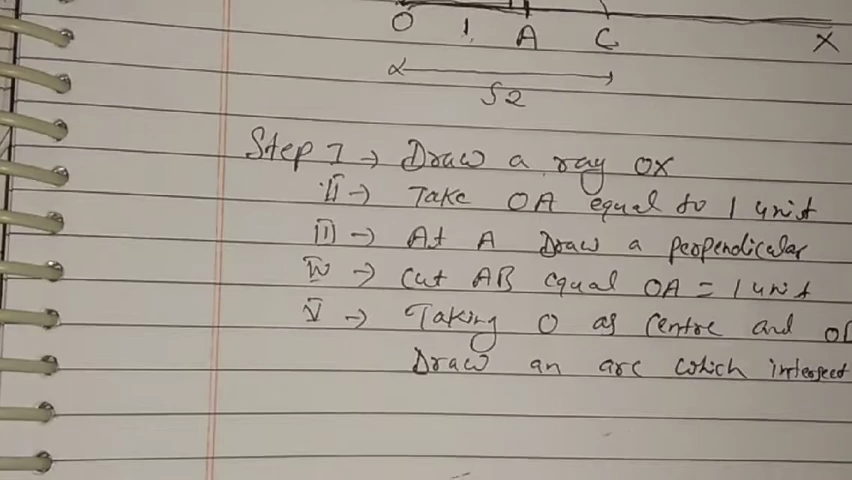 O 1 A C X
√2
Step I → Draw a ray OX
II → Take OA equal to 1 unit
III → At A Draw a perpendicular
IV → Cut AB equal OA = 1 unit
V → Taking O as Centre and
Draw an arc which intersect